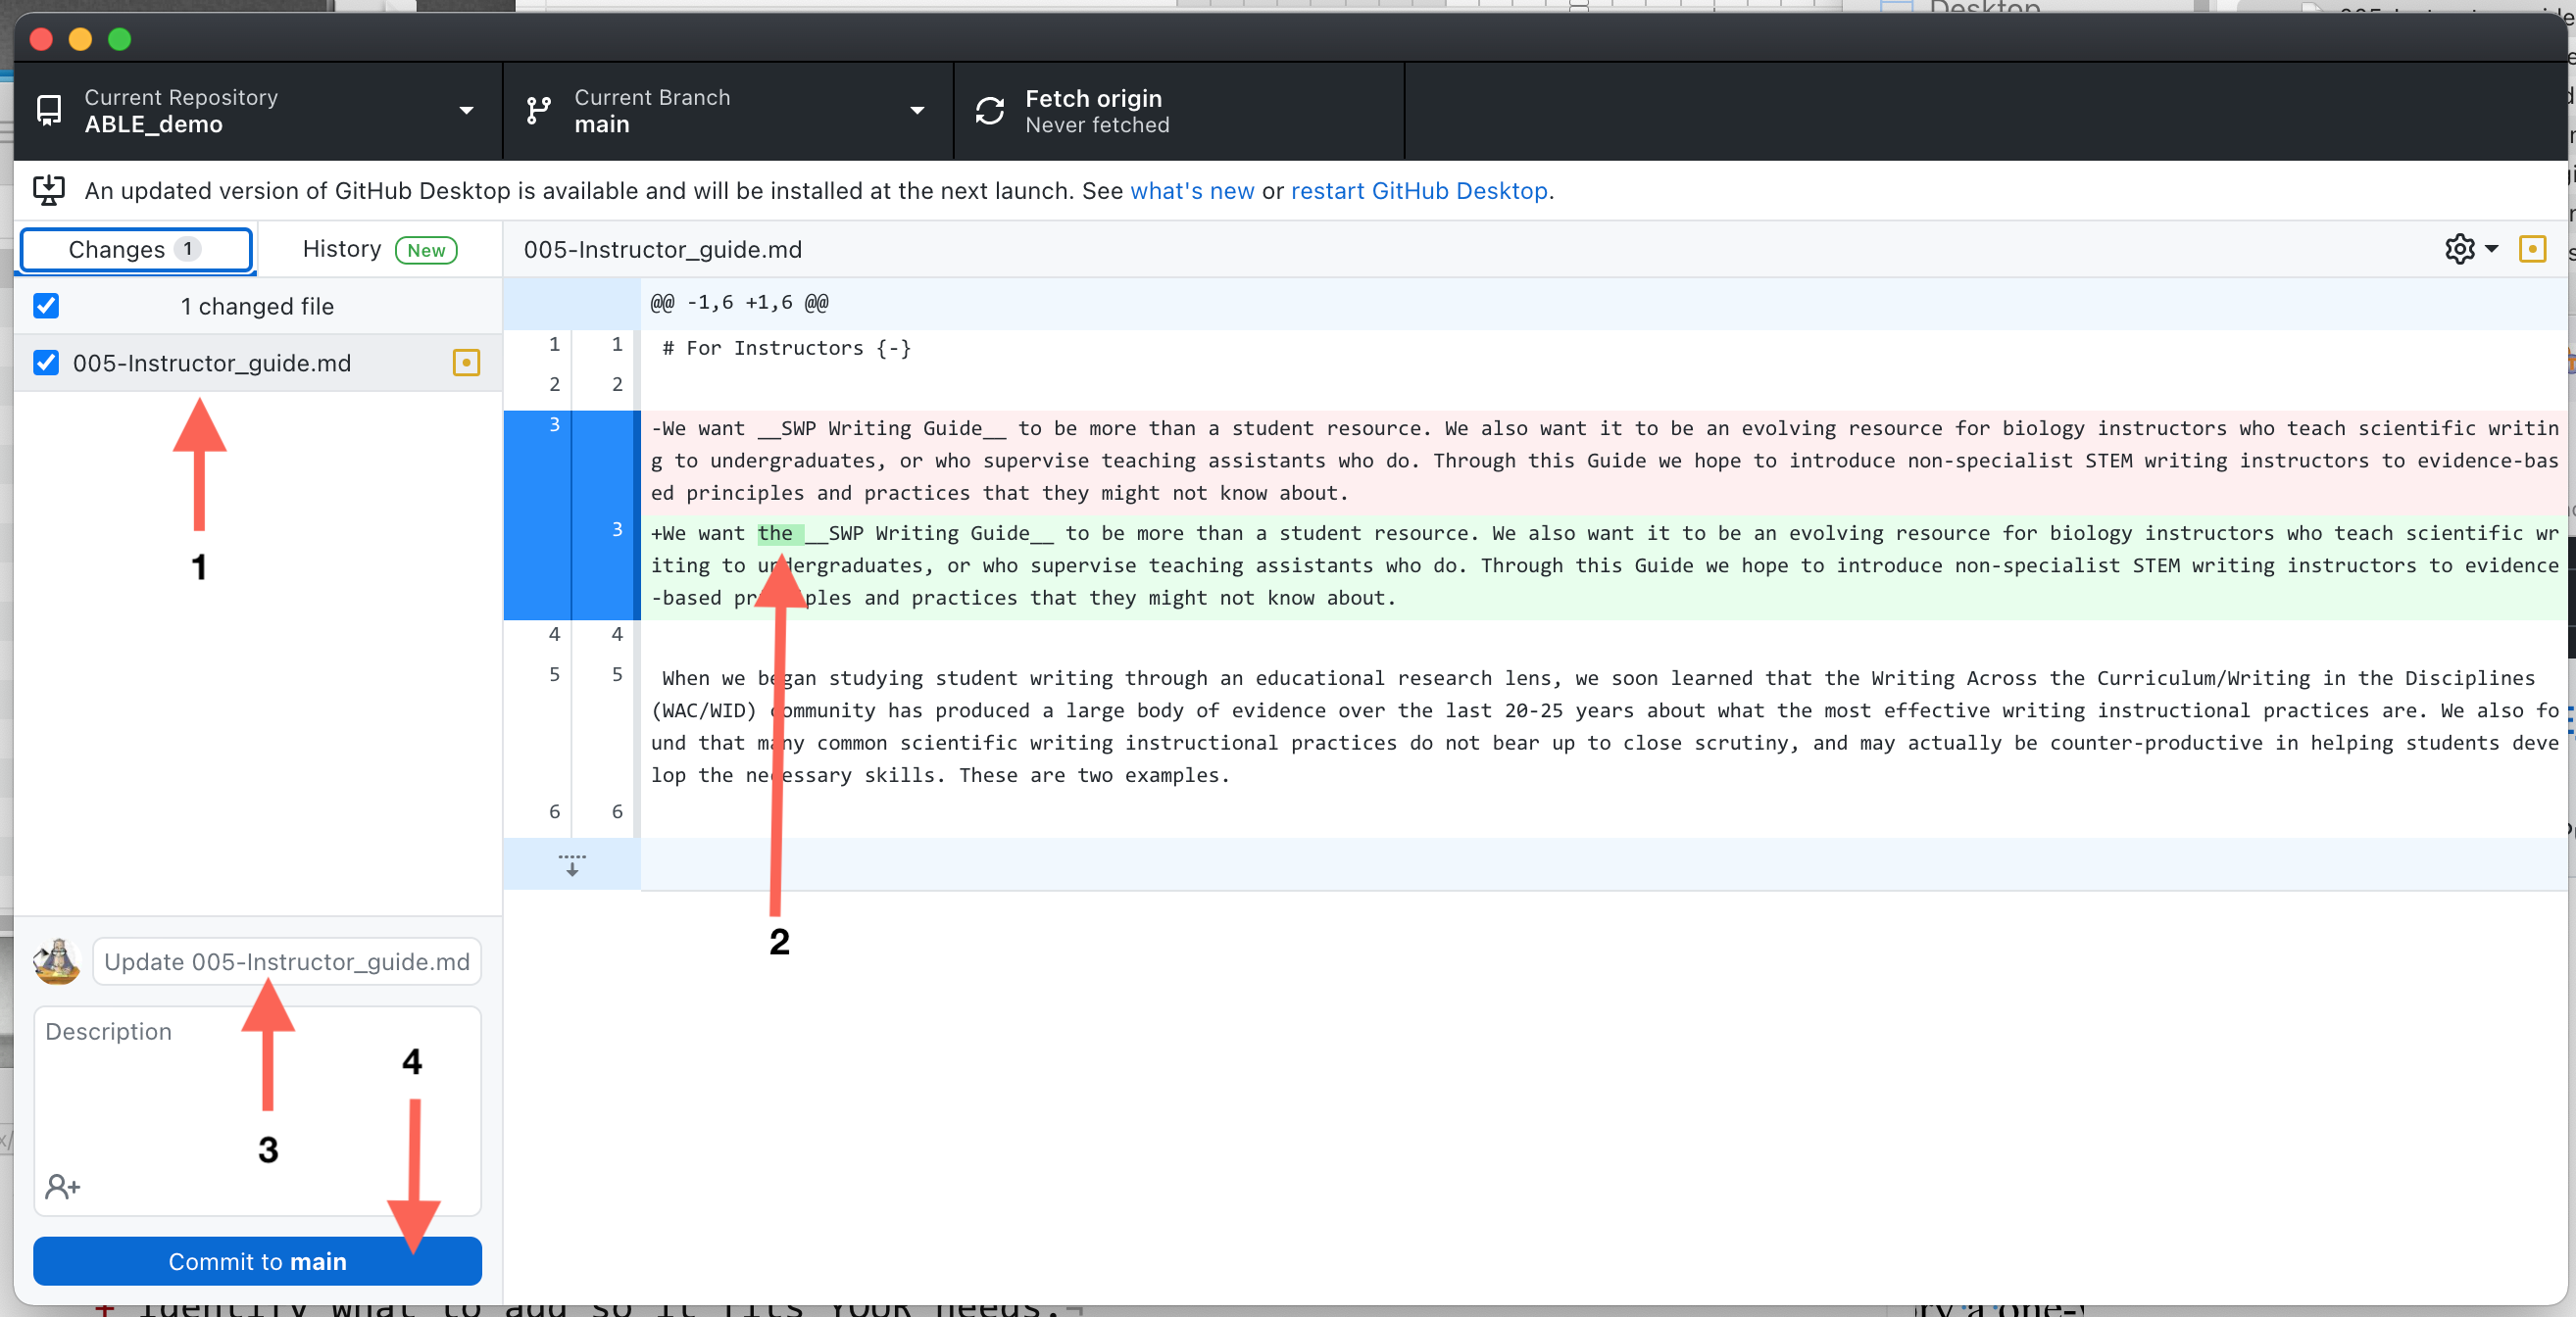 Desktop
Current Repository
ABLE_demo
Current Branch
main
Fetch origin
Never fetched
An updated version of GitHub Desktop is available and will be installed at the next launch. See what's new or restart GitHub Desktop.
Changes 1
History New
005-Instructor_guide.md
1 changed file
005-Instructor_guide.md
@@ -1,6 +1,6 @@
1 1 # For Instructors {-}
2 2
3 -We want __SWP Writing Guide__ to be more than a student resource. We also want it to be an evolving resource for biology instructors who teach scientific writin
g to undergraduates, or who supervise teaching assistants who do. Through this Guide we hope to introduce non-specialist STEM writing instructors to evidence-bas
ed principles and practices that they might not know about.
3 +We want the __SWP Writing Guide__ to be more than a student resource. We also want it to be an evolving resource for biology instructors who teach scientific wr
iting to undergraduates, or who supervise teaching assistants who do. Through this Guide we hope to introduce non-specialist STEM writing instructors to evidence
-based principles and practices that they might not know about.
4 4
5 5 When we began studying student writing through an educational research lens, we soon learned that the Writing Across the Curriculum/Writing in the Disciplines
(WAC/WID) community has produced a large body of evidence over the last 20-25 years about what the most effective writing instructional practices are. We also fo
und that many common scientific writing instructional practices do not bear up to close scrutiny, and may actually be counter-productive in helping students deve
lop the necessary skills. These are two examples.
6 6
1
2
Update 005-Instructor_guide.md
Description
4
3
Commit to main
+ Identify what to add so it fits YOUR needs.